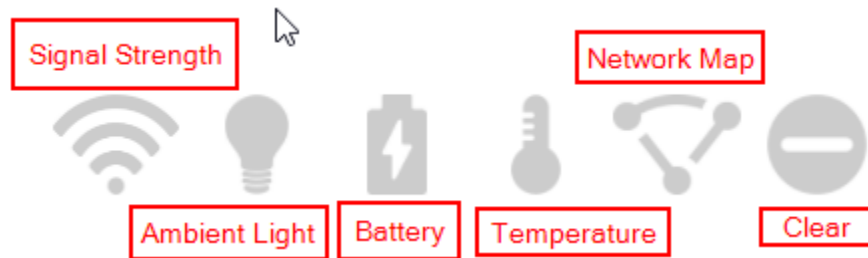 Signal Strength
Network Map
Ambient Light
Battery
Temperature
Clear